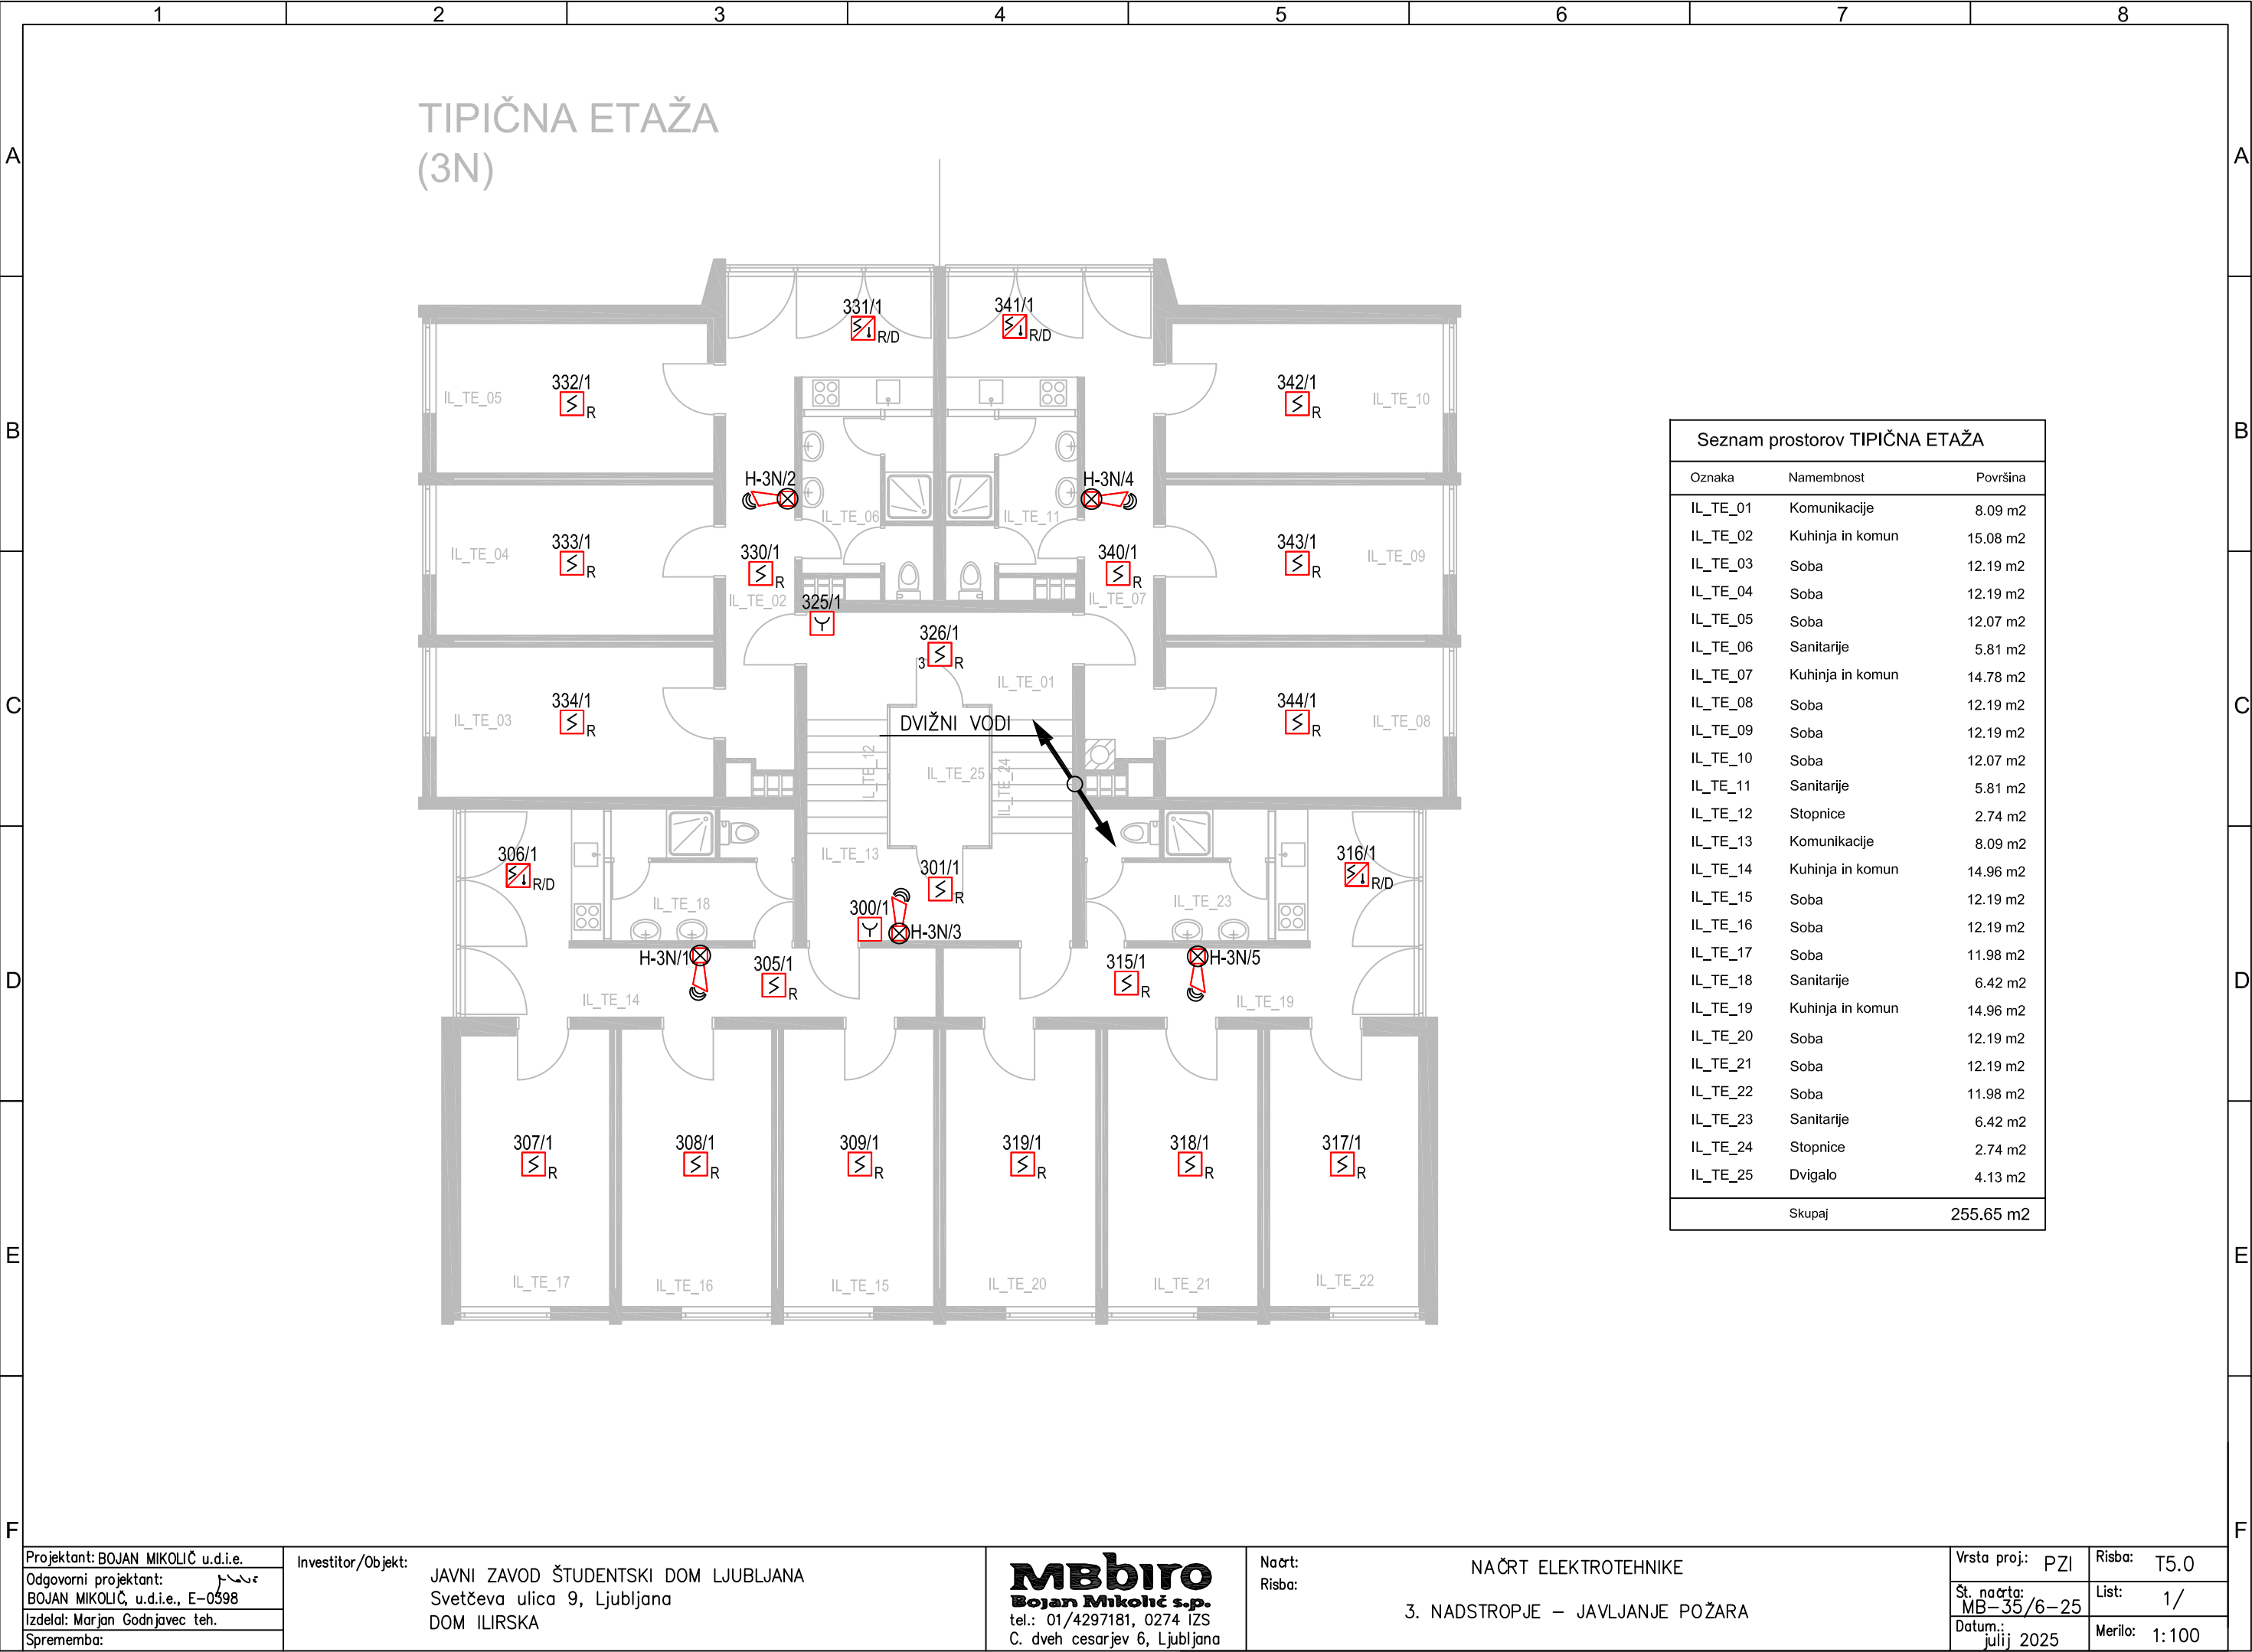 1 2 3 4 5 6 7 8
A A
TIPIČNA ETAŽA
(3N)
331/1 R/D
341/1 R/D
332/1 R
IL_TE_05
342/1 R
IL_TE_10
B B
H-3N/2
H-3N/4
IL_TE_06
IL_TE_11
IL_TE_04
333/1 R
330/1 R
340/1 R
343/1 R
IL_TE_09
IL_TE_02
IL_TE_07
325/1
326/1
3 R
IL_TE_01
C C
IL_TE_03
334/1 R
344/1 R
IL_TE_08
DVIŽNI VODI
IL_TE_12
IL_TE_25
IL_TE_24
306/1 R/D
IL_TE_13
316/1 R/D
301/1 R
IL_TE_18
IL_TE_23
300/1
H-3N/3
H-3N/1
305/1 R
315/1 R
H-3N/5
D D
IL_TE_14
IL_TE_19
307/1 R
308/1 R
309/1 R
319/1 R
318/1 R
317/1 R
E E
IL_TE_17
IL_TE_16
IL_TE_15
IL_TE_20
IL_TE_21
IL_TE_22
F F
Seznam prostorov TIPIČNA ETAŽA
Oznaka Namembnost Površina
IL_TE_01 Komunikacije 8.09 m2
IL_TE_02 Kuhinja in komun 15.08 m2
IL_TE_03 Soba 12.19 m2
IL_TE_04 Soba 12.19 m2
IL_TE_05 Soba 12.07 m2
IL_TE_06 Sanitarije 5.81 m2
IL_TE_07 Kuhinja in komun 14.78 m2
IL_TE_08 Soba 12.19 m2
IL_TE_09 Soba 12.19 m2
IL_TE_10 Soba 12.07 m2
IL_TE_11 Sanitarije 5.81 m2
IL_TE_12 Stopnice 2.74 m2
IL_TE_13 Komunikacije 8.09 m2
IL_TE_14 Kuhinja in komun 14.96 m2
IL_TE_15 Soba 12.19 m2
IL_TE_16 Soba 12.19 m2
IL_TE_17 Soba 11.98 m2
IL_TE_18 Sanitarije 6.42 m2
IL_TE_19 Kuhinja in komun 14.96 m2
IL_TE_20 Soba 12.19 m2
IL_TE_21 Soba 12.19 m2
IL_TE_22 Soba 11.98 m2
IL_TE_23 Sanitarije 6.42 m2
IL_TE_24 Stopnice 2.74 m2
IL_TE_25 Dvigalo 4.13 m2
Skupaj 255.65 m2
Projektant: BOJAN MIKOLIČ u.d.i.e.
Odgovorni projektant:
BOJAN MIKOLIČ, u.d.i.e., E-0598
Izdelal: Marjan Godnjavec teh.
Sprememba:
Investitor/Objekt:
JAVNI ZAVOD ŠTUDENTSKI DOM LJUBLJANA
Svetčeva ulica 9, Ljubljana
DOM ILIRSKA
MBbiro
Bojan Mikolič s.p.
tel.: 01/4297181, 0274 IZS
C. dveh cesarjev 6, Ljubljana
Načrt: NAČRT ELEKTROTEHNIKE
Risba:
3. NADSTROPJE – JAVLJANJE POŽARA
Vrsta proj.: PZI
Risba: T5.0
Št. načrta:
MB-35/6-25
List: 1/
Datum.:
julij 2025
Merilo: 1:100